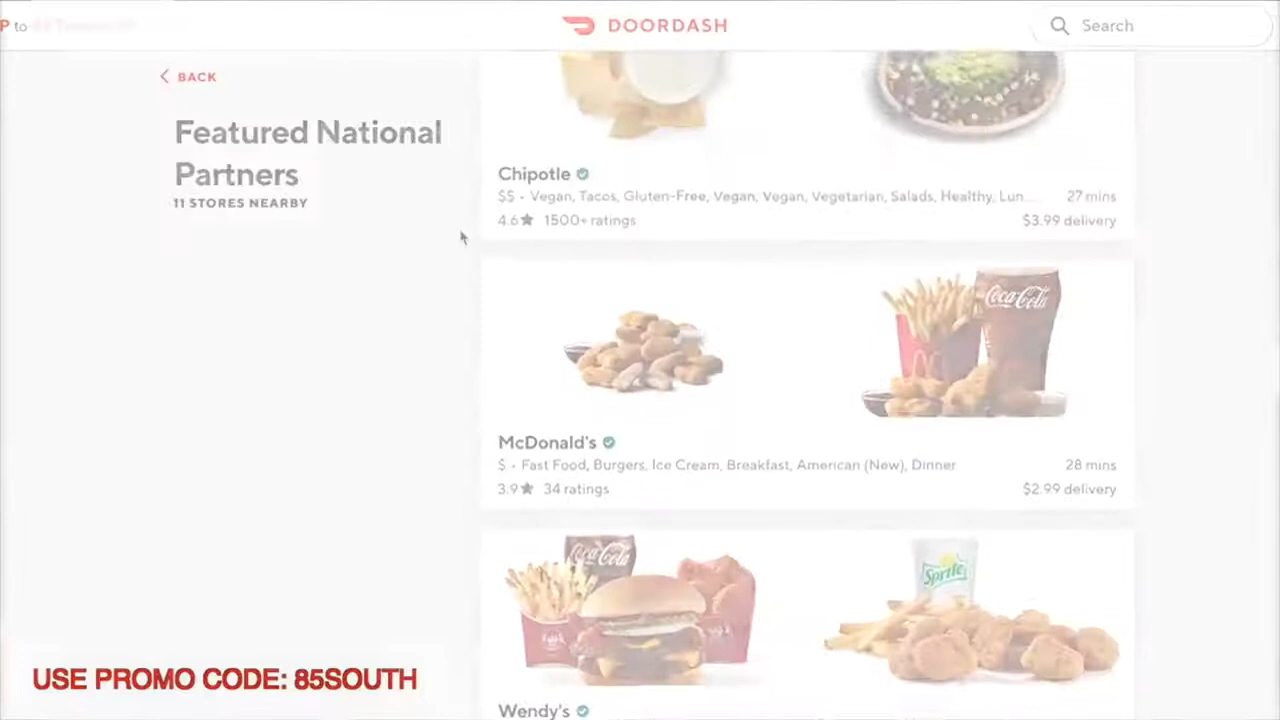 P to
DOORDASH
Search
BACK
Featured National
Partners
11 STORES NEARBY
Chipotle
$$ • Vegan, Tacos, Gluten-Free, Vegan, Vegan, Vegetarian, Salads, Healthy, Lun...
27 mins
4.6★ 1500+ ratings
$3.99 delivery
Coca-Cola
McDonald's
$ • Fast Food, Burgers, Ice Cream, Breakfast, American (New), Dinner
28 mins
3.9★ 34 ratings
$2.99 delivery
Coca-Cola
Sprite
USE PROMO CODE: 85SOUTH
Wendy's